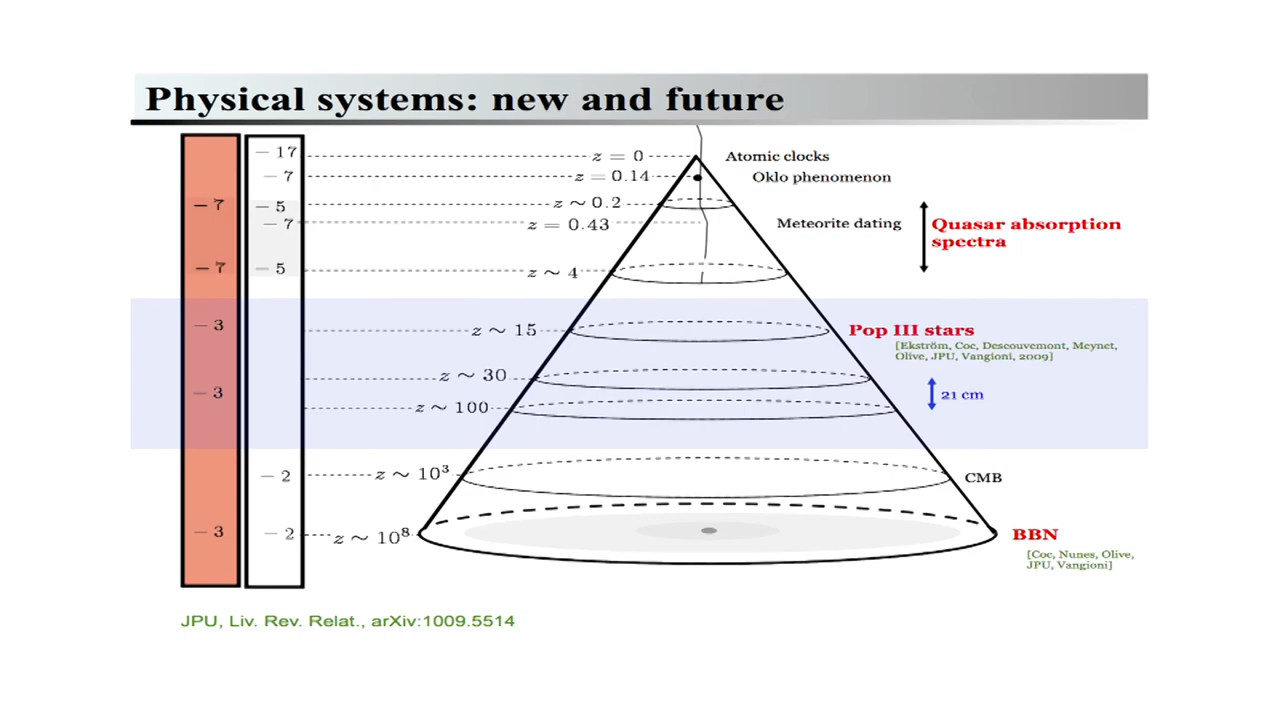 Physical systems: new and future
− 17 z = 0 Atomic clocks
− 7 z = 0.14 Oklo phenomenon
− 7 − 5 z ∼ 0.2
− 7 z = 0.43 Meteorite dating
Quasar absorption
spectra
− 7 − 5 z ∼ 4
− 3 z ∼ 15 Pop III stars
[Ekström, Coc, Descouvemont, Meynet,
Olive, JPU, Vangioni, 2009]
z ∼ 30
− 3 21 cm
z ∼ 100
− 2 z ∼ 10³ CMB
− 3 − 2 z ∼ 10⁸ BBN
[Coc, Nunes, Olive,
JPU, Vangioni]
JPU, Liv. Rev. Relat., arXiv:1009.5514